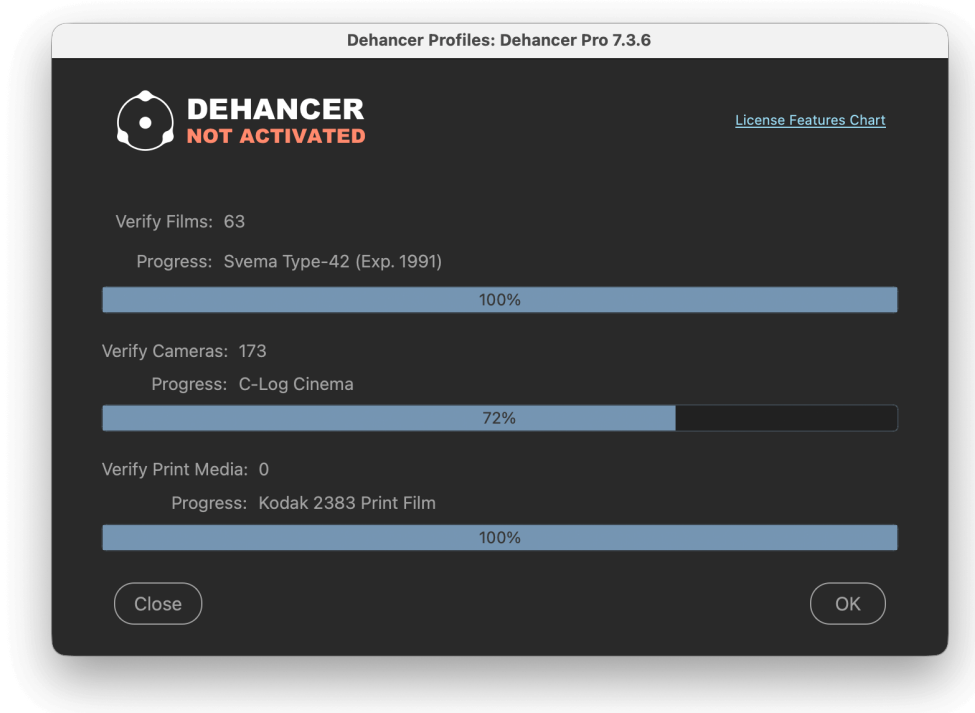 Dehancer Profiles: Dehancer Pro 7.3.6
DEHANCER
NOT ACTIVATED
License Features Chart
Verify Films: 63
Progress: Svema Type-42 (Exp. 1991)
100%
Verify Cameras: 173
Progress: C-Log Cinema
72%
Verify Print Media: 0
Progress: Kodak 2383 Print Film
100%
Close
OK